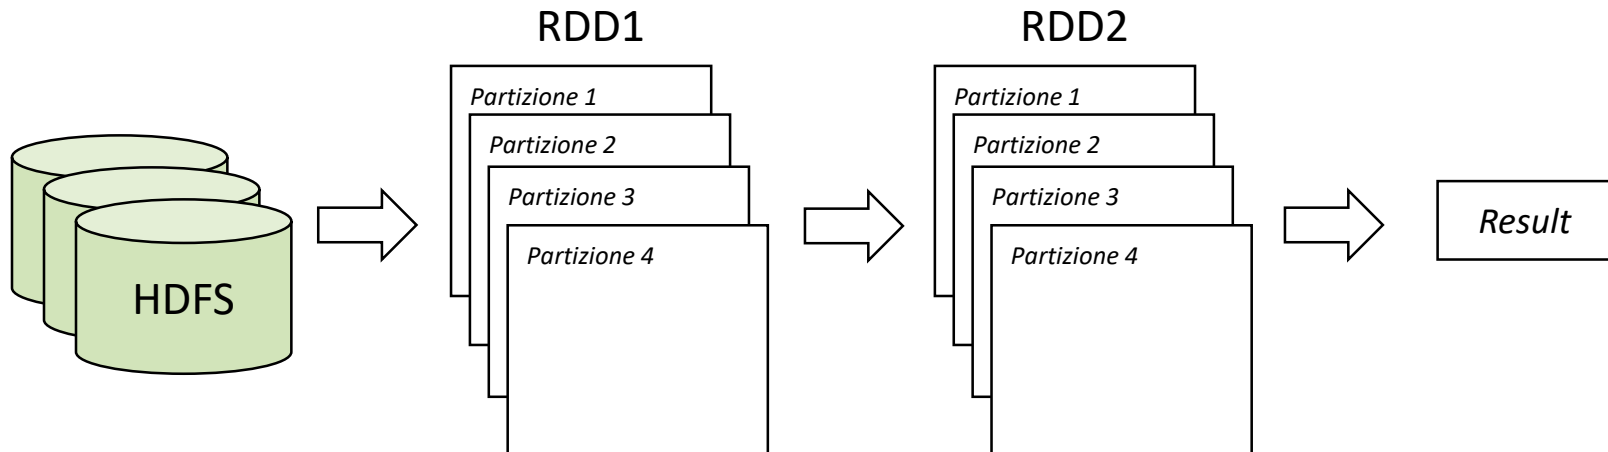 RDD1
RDD2
Partizione 1
Partizione 2
Partizione 3
Partizione 4
Partizione 1
Partizione 2
Partizione 3
Partizione 4
HDFS
Result